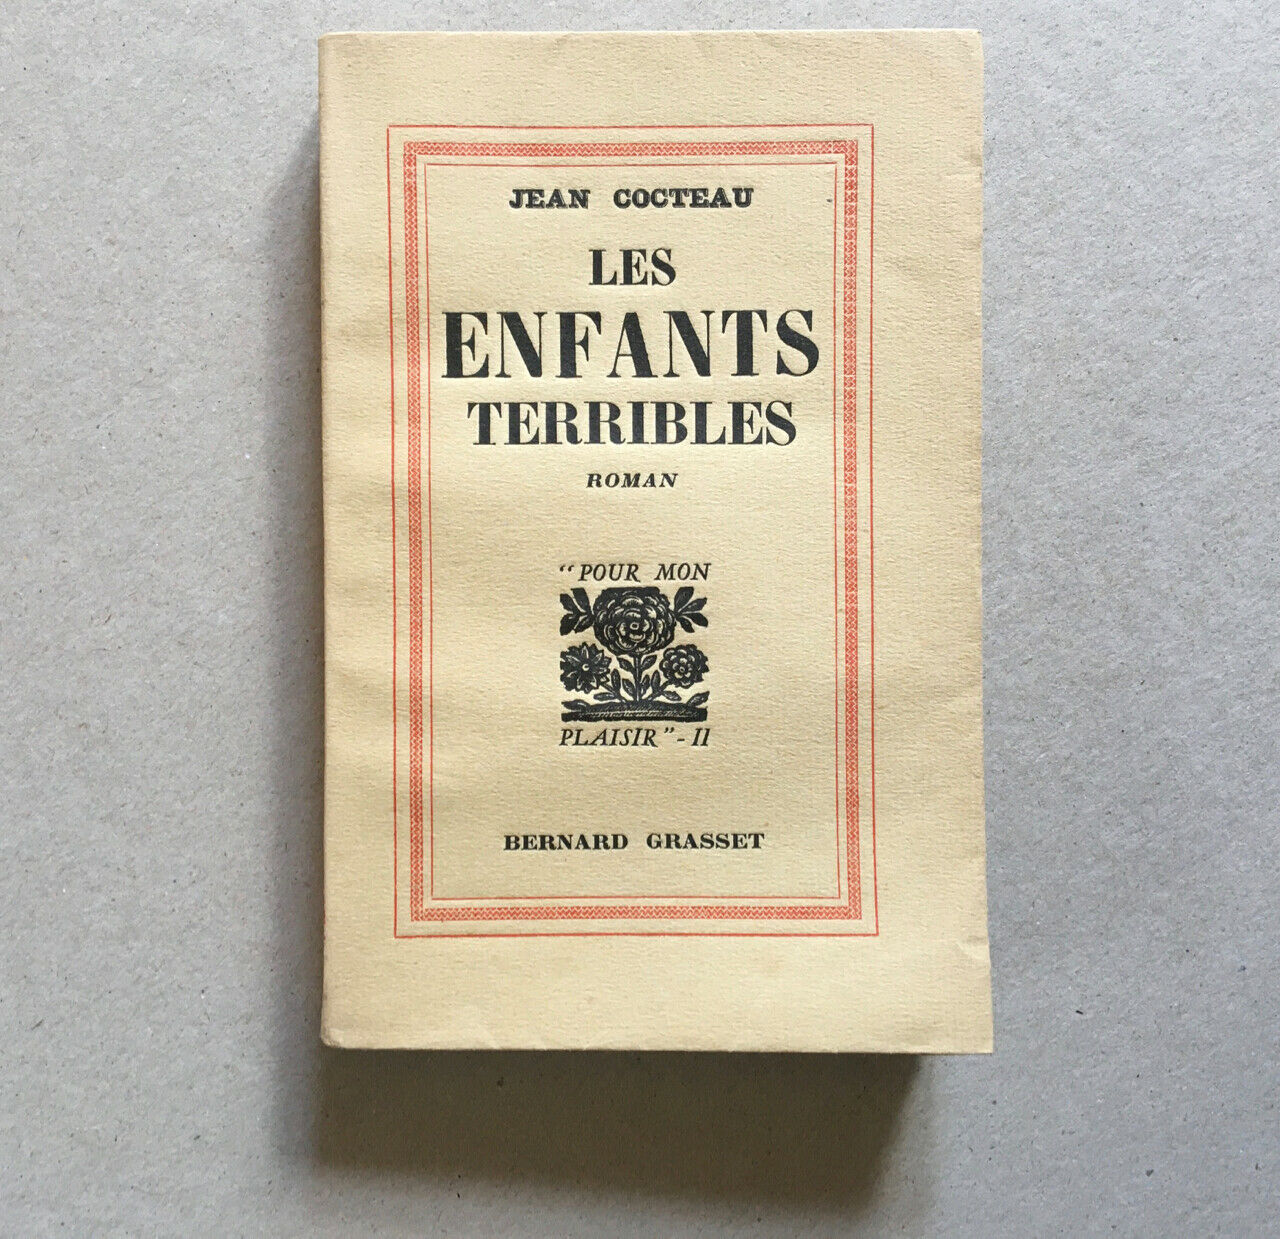 JEAN COCTEAU
LES
ENFANTS
TERRIBLES
ROMAN
“POUR MON
PLAISIR” - II
BERNARD GRASSET